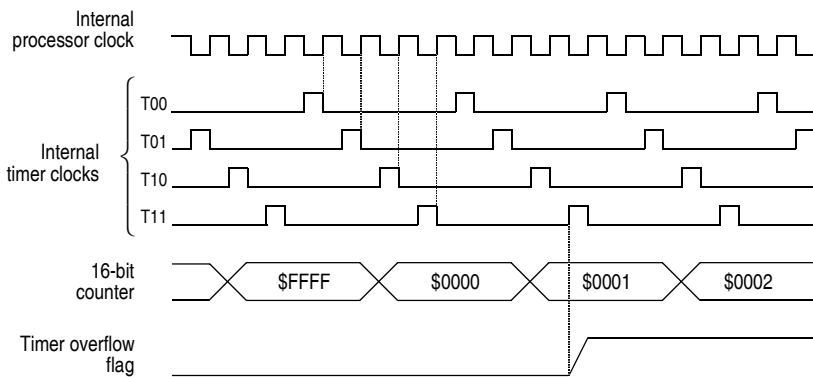 Internal
processor clock
Internal
timer clocks
T00
T01
T10
T11
16-bit
counter
$FFFF
$0000
$0001
$0002
Timer overflow
flag